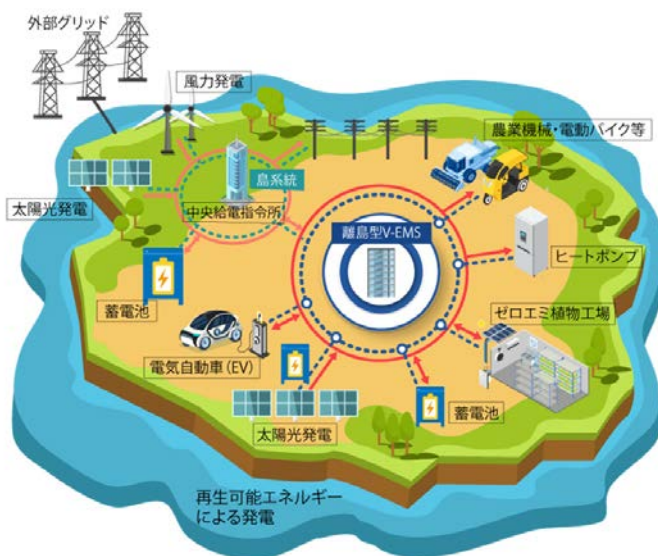 外部グリッド
風力発電
農業機械・電動バイク等
島系統
太陽光発電
中央給電指令所
離島型V-EMS
ヒートポンプ
蓄電池
ゼロエミ植物工場
電気自動車(EV)
太陽光発電
蓄電池
再生可能エネルギー
による発電